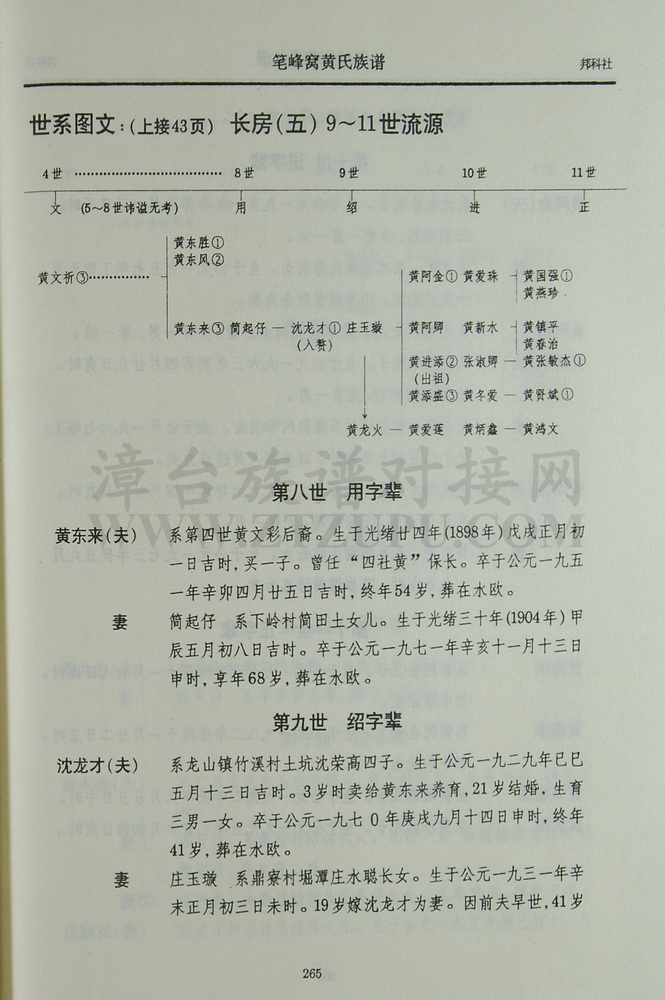 笔峰窝黄氏族谱
邦科社
世系图文:(上接43页) 长房(五) 9～11世流源
4世 8世 9世 10世 11世
文 (5～8世讳谥无考) 用 绍 进 正
黄东胜①
黄东风②
黄文祈③
黄阿金① 黄爱珠 黄国强①
黄燕珍
黄东来③ 简起仔 沈龙才① 庄玉璇 黄阿卿 黄新水 黄镇平
(入赘) 黄春治
黄进添② 张淑卿 黄张敏杰①
(出祖)
黄添盛③ 黄冬爱 黄贤斌①
黄龙火 黄爱莲 黄炳鑫 黄鸿文
漳台族谱对接网
WWW.ZTZUPU.COM
第八世 用字辈
黄东来(夫) 系第四世黄文彩后裔。生于光绪廿四年(1898年)戊戌正月初
一日吉时,买一子。曾任“四社黄”保长。卒于公元一九五
一年辛卯四月廿五日吉时,终年54岁,葬在水欧。
妻 简起仔 系下岭村简田土女儿。生于光绪三十年(1904年)甲
辰五月初八日吉时。卒于公元一九七一年辛亥十一月十三日
申时,享年68岁,葬在水欧。
第九世 绍字辈
沈龙才(夫) 系龙山镇竹溪村土坑沈荣高四子。生于公元一九二九年己巳
五月十三日吉时。3岁时卖给黄东来养育,21岁结婚,生育
三男一女。卒于公元一九七0年庚戌九月十四日申时,终年
41岁,葬在水欧。
妻 庄玉璇 系鼎寮村堀潭庄水聪长女。生于公元一九三一年辛
末正月初三日未时。19岁嫁沈龙才为妻。因前夫早世,41岁
265